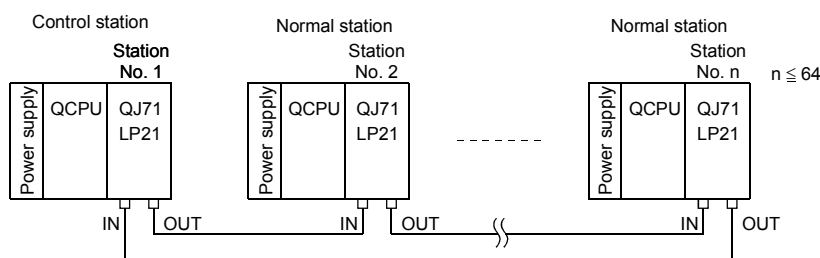 Control station
Normal station
Normal station
Station
No. 1
Station
No. 2
Station
No. n
n ≦ 64
Power supply
QCPU
QJ71
LP21
Power supply
QCPU
QJ71
LP21
Power supply
QCPU
QJ71
LP21
IN
OUT
IN
OUT
IN
OUT